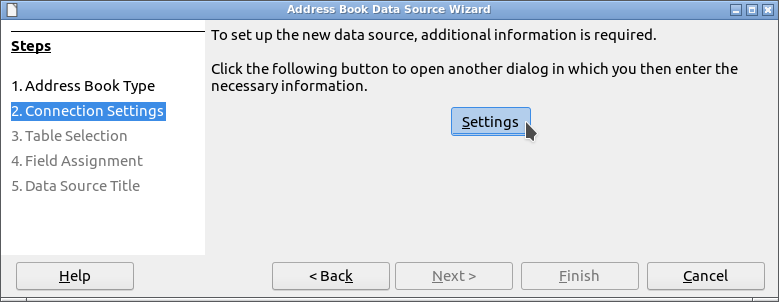 Address Book Data Source Wizard
Steps
1. Address Book Type
2. Connection Settings
3. Table Selection
4. Field Assignment
5. Data Source Title
To set up the new data source, additional information is required.
Click the following button to open another dialog in which you then enter the
necessary information.
Settings
Help
< Back
Next >
Finish
Cancel